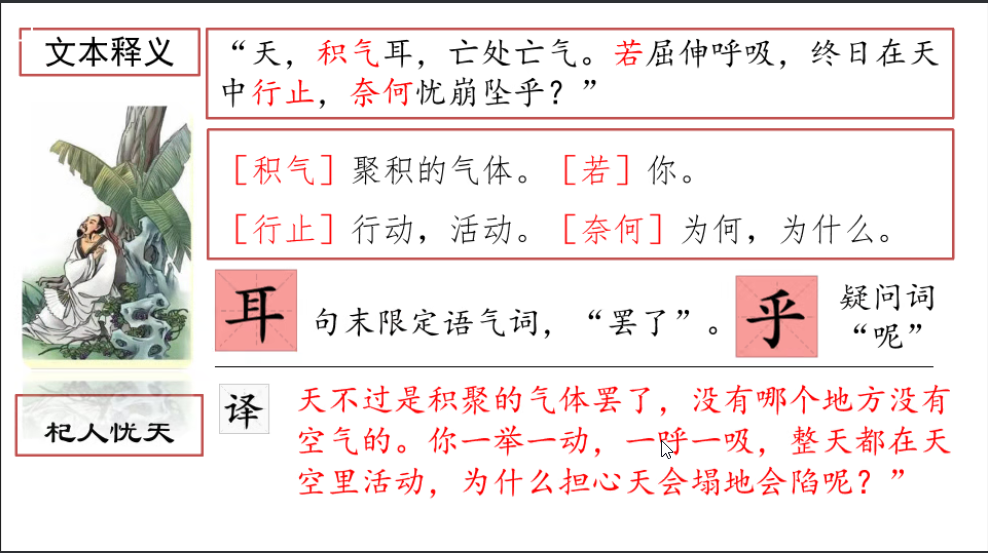 文本释义
“天，积气耳，亡处亡气。若屈伸呼吸，终日在天
中行止，奈何忧崩坠乎？”
［积气］聚积的气体。［若］你。
［行止］行动，活动。［奈何］为何，为什么。
耳
句末限定语气词，“罢了”。
乎
疑问词
“呢”
译
天不过是积聚的气体罢了，没有哪个地方没有
空气的。你一举一动，一呼一吸，整天都在天
空里活动，为什么担心天会塌地会陷呢？”
杞人忧天